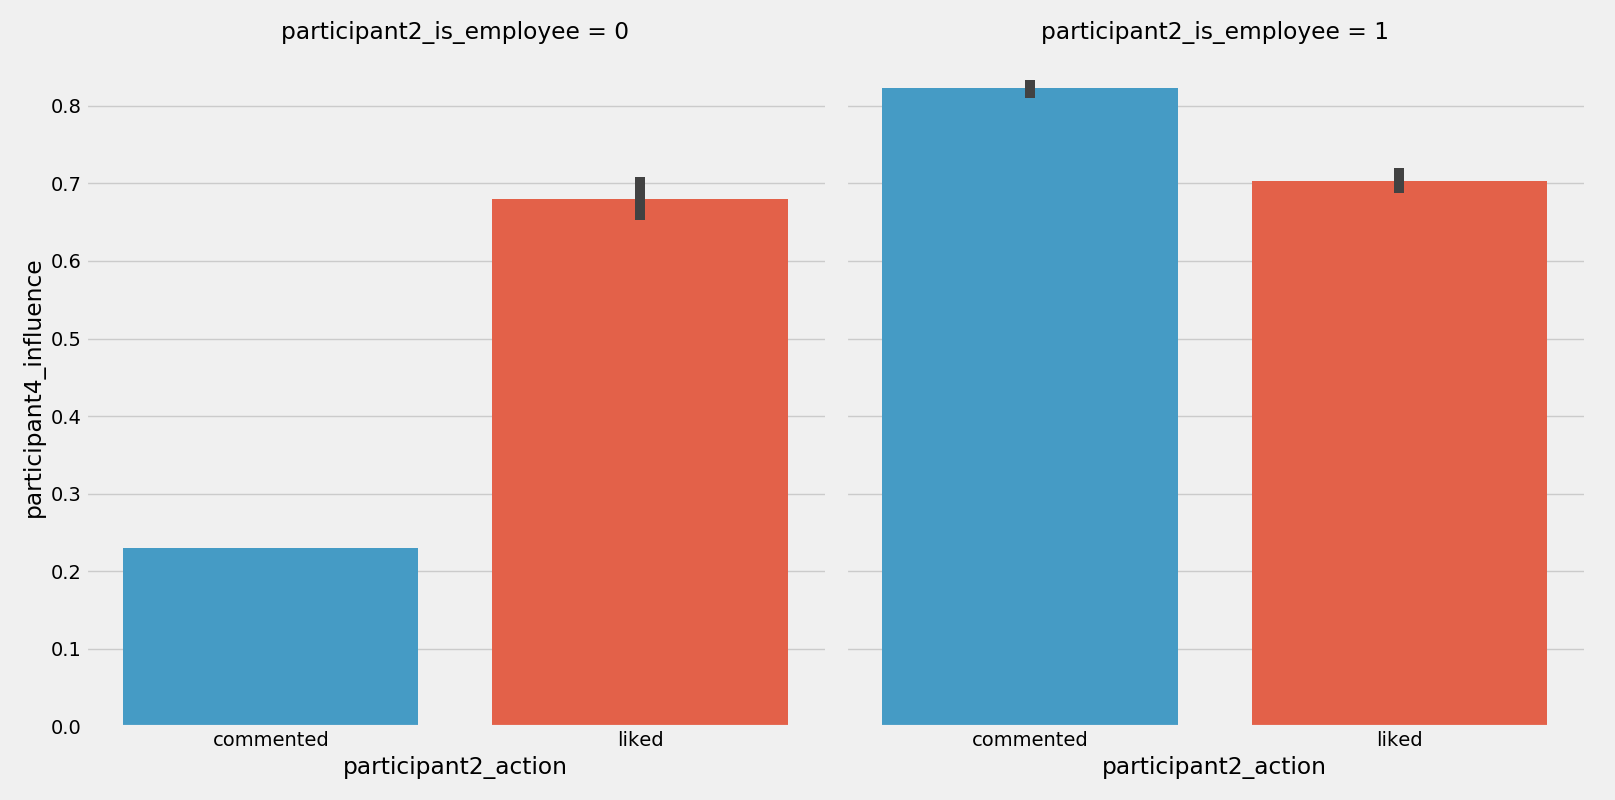 participant2_is_employee = 0
participant2_is_employee = 1
participant4_influence
0.8
0.7
0.6
0.5
0.4
0.3
0.2
0.1
0.0
commented
liked
commented
liked
participant2_action
participant2_action